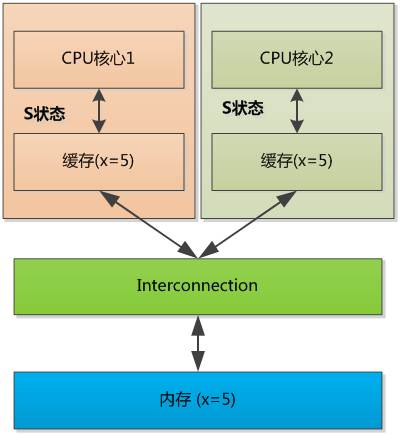 CPU核心1
CPU核心2
S状态
S状态
缓存(x=5)
缓存(x=5)
Interconnection
内存 (x=5)